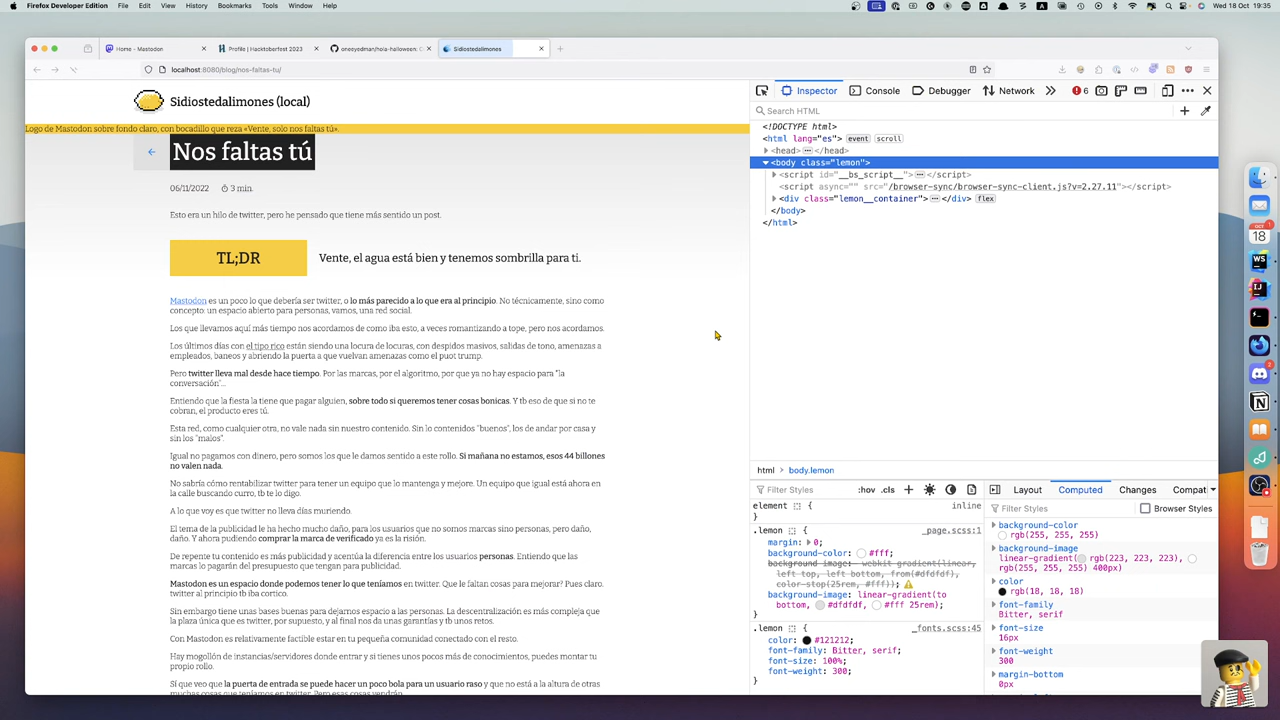 Firefox Developer Edition File Edit View History Bookmarks Tools Window Help Wed 18 Oct 19:35
Home - Mastodon
Profile | Hacktoberfest 2023
oneeyedman/hola-halloween: De
Sidiostedalimones
localhost:8080/blog/nos-faltas-tu/
Sidiostedalimones (local)
Logo de Mastodon sobre fondo claro, con bocadillo que reza «Vente, solo nos faltas tú».
← Nos faltas tú
06/11/2022 3 min.
Esto era un hilo de twitter, pero he pensado que tiene más sentido un post.
TL;DR
Vente, el agua está bien y tenemos sombrilla para ti.
Mastodon es un poco lo que debería ser twitter, o lo más parecido a lo que era al principio. No técnicamente, sino como
concepto: un espacio abierto para personas, vamos, una red social.
Los que llevamos aquí más tiempo nos acordamos de como iba esto, a veces romantizando a tope, pero nos acordamos.
Los últimos días con el tipo rico están siendo una locura de locuras, con despidos masivos, salidas de tono, amenazas a
empleados, baneos y abriendo la puerta a que vuelvan amenazas como el puot trump.
Pero twitter lleva mal desde hace tiempo. Por las marcas, por el algoritmo, por que ya no hay espacio para "la
conversación"...
Entiendo que la fiesta la tiene que pagar alguien, sobre todo si queremos tener cosas bonicas. Y tb eso de que si no te
cobran, el producto eres tú.
Esta red, como cualquier otra, no vale nada sin nuestro contenido. Sin lo contenidos "buenos", los de andar por casa y
sin los "malos".
Igual no pagamos con dinero, pero somos los que le damos sentido a este rollo. Si mañana no estamos, esos 44 billones
no valen nada.
No sabría cómo rentabilizar twitter para tener un equipo que lo mantenga y mejore. Un equipo que igual está ahora en
la calle buscando curro, tb te lo digo.
A lo que voy es que twitter no lleva días muriendo.
El tema de la publicidad le ha hecho mucho daño, para los usuarios que no somos marcas sino personas, pero daño,
daño. Y ahora pudiendo comprar la marca de verificado ya es la risión.
De repente tu contenido es más publicidad y acentúa la diferencia entre los usuarios personas. Entiendo que las
marcas lo pagarán del presupuesto que tengan para publicidad.
Mastodon es un espacio donde podemos tener lo que teníamos en twitter. Que le faltan cosas para mejorar? Pues claro.
twitter al principio tb iba cortico.
Sin embargo tiene unas bases buenas para dejarnos espacio a las personas. La descentralización es más compleja que
la plaza única que es twitter, por supuesto, y al final nos da unas garantías y tb unos retos.
Con Mastodon es relativamente factible estar en tu pequeña comunidad conectado con el resto.
Hay mogollón de instancias/servidores donde entrar y si tienes unos pocos más de conocimientos, puedes montar tu
propio rollo.
Sí que veo que la puerta de entrada se puede hacer un poco bola para un usuario raso y que no está a la altura de otras
muchas cosas que teníamos en twitter. Pero esas cosas vendrán.
Inspector Console Debugger Network 6
Search HTML
<!DOCTYPE html>
<html lang="es"> event scroll
<head> </head>
<body class="lemon">
<script id="__bs_script__"> </script>
<script async="" src="/browser-sync/browser-sync-client.js?v=2.27.11"></script>
<div class="lemon__container"> </div> flex
</body>
</html>
html body.lemon
Filter Styles :hov .cls
element { inline
}
.lemon { _page.scss:1
margin: 0;
background-color: #fff;
background-image: -webkit-gradient(linear,
left top, left bottom, from(#dfdfdf),
color-stop(25rem, #fff));
background-image: linear-gradient(to
bottom, #dfdfdf, #fff 25rem);
}
.lemon { _fonts.scss:45
color: #121212;
font-family: Bitter, serif;
font-size: 100%;
font-weight: 300;
}
Layout Computed Changes Compat
Filter Styles Browser Styles
background-color
rgb(255, 255, 255)
background-image
linear-gradient( rgb(223, 223, 223),
rgb(255, 255, 255) 400px)
color
rgb(18, 18, 18)
font-family
Bitter, serif
font-size
16px
font-weight
300
margin-bottom
0px
OCT
18
WS